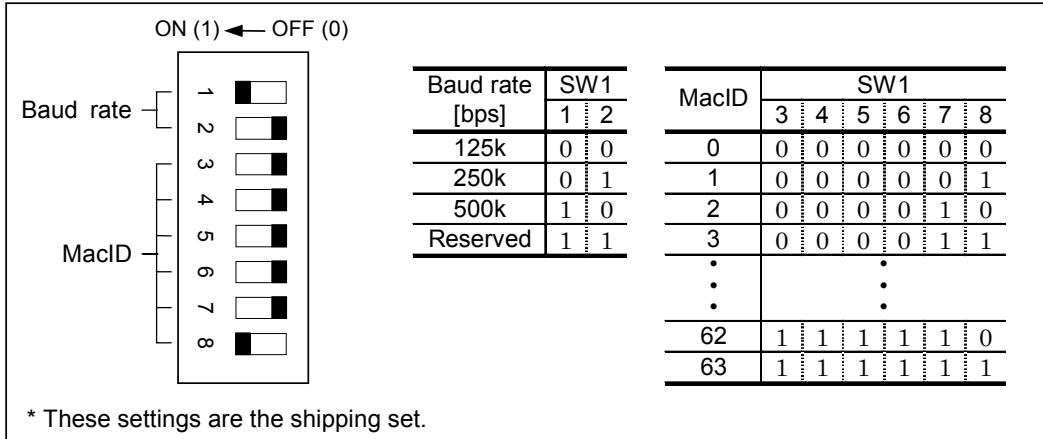 ON (1) OFF (0)
Baud rate
MacID
1
2
3
4
5
6
7
8
Baud rate [bps] SW1
1 2
125k 0 0
250k 0 1
500k 1 0
Reserved 1 1
MacID SW1
3 4 5 6 7 8
0 0 0 0 0 0 0
1 0 0 0 0 0 1
2 0 0 0 0 1 0
3 0 0 0 0 1 1
62 1 1 1 1 1 0
63 1 1 1 1 1 1
* These settings are the shipping set.